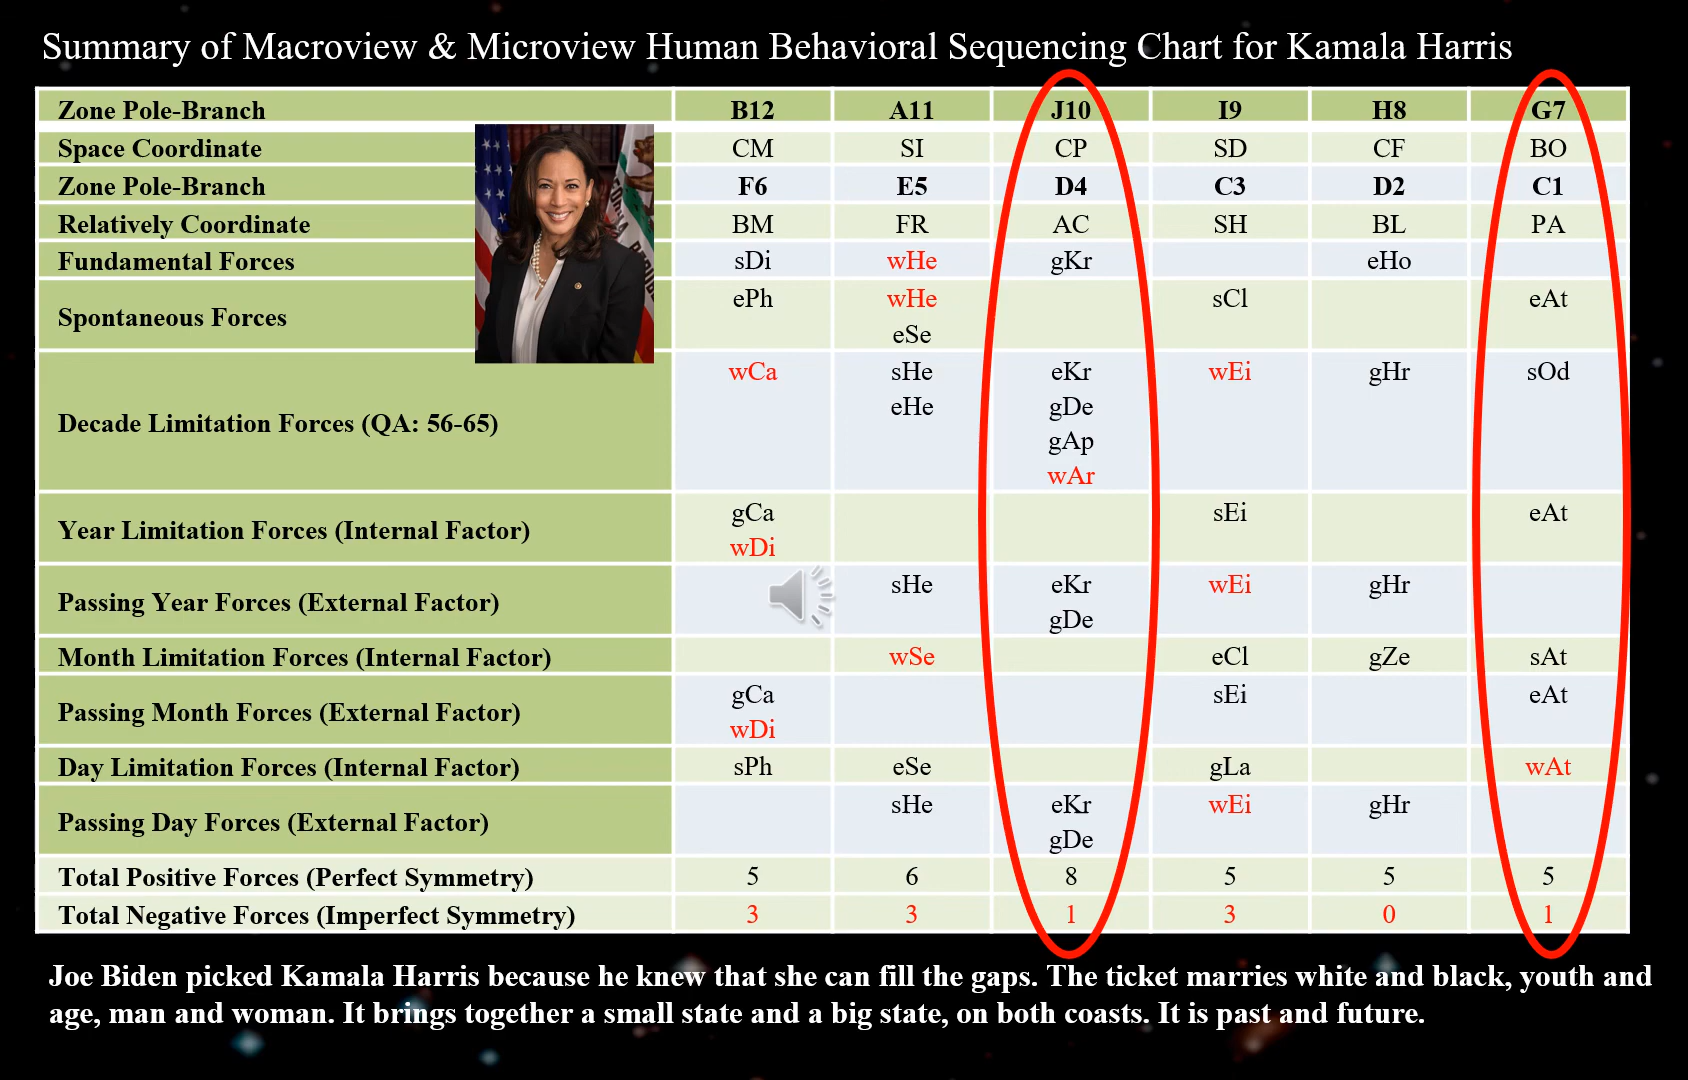 Summary of Macroview & Microview Human Behavioral Sequencing Chart for Kamala Harris
Zone Pole-Branch B12 A11 J10 I9 H8 G7
Space Coordinate CM SI CP SD CF BO
Zone Pole-Branch F6 E5 D4 C3 D2 C1
Relatively Coordinate BM FR AC SH BL PA
Fundamental Forces sDi wHe gKr eHo
Spontaneous Forces ePh wHe sCl eAt
eSe
Decade Limitation Forces (QA: 56-65) wCa sHe eKr wEi gHr sOd
eHe gDe
gAp
wAr
Year Limitation Forces (Internal Factor) gCa sEi eAt
wDi
Passing Year Forces (External Factor) sHe eKr wEi gHr
gDe
Month Limitation Forces (Internal Factor) wSe eCl gZe sAt
Passing Month Forces (External Factor) gCa sEi eAt
wDi
Day Limitation Forces (Internal Factor) sPh eSe gLa wAt
Passing Day Forces (External Factor) sHe eKr wEi gHr
gDe
Total Positive Forces (Perfect Symmetry) 5 6 8 5 5 5
Total Negative Forces (Imperfect Symmetry) 3 3 1 3 0 1
Joe Biden picked Kamala Harris because he knew that she can fill the gaps. The ticket marries white and black, youth and
age, man and woman. It brings together a small state and a big state, on both coasts. It is past and future.